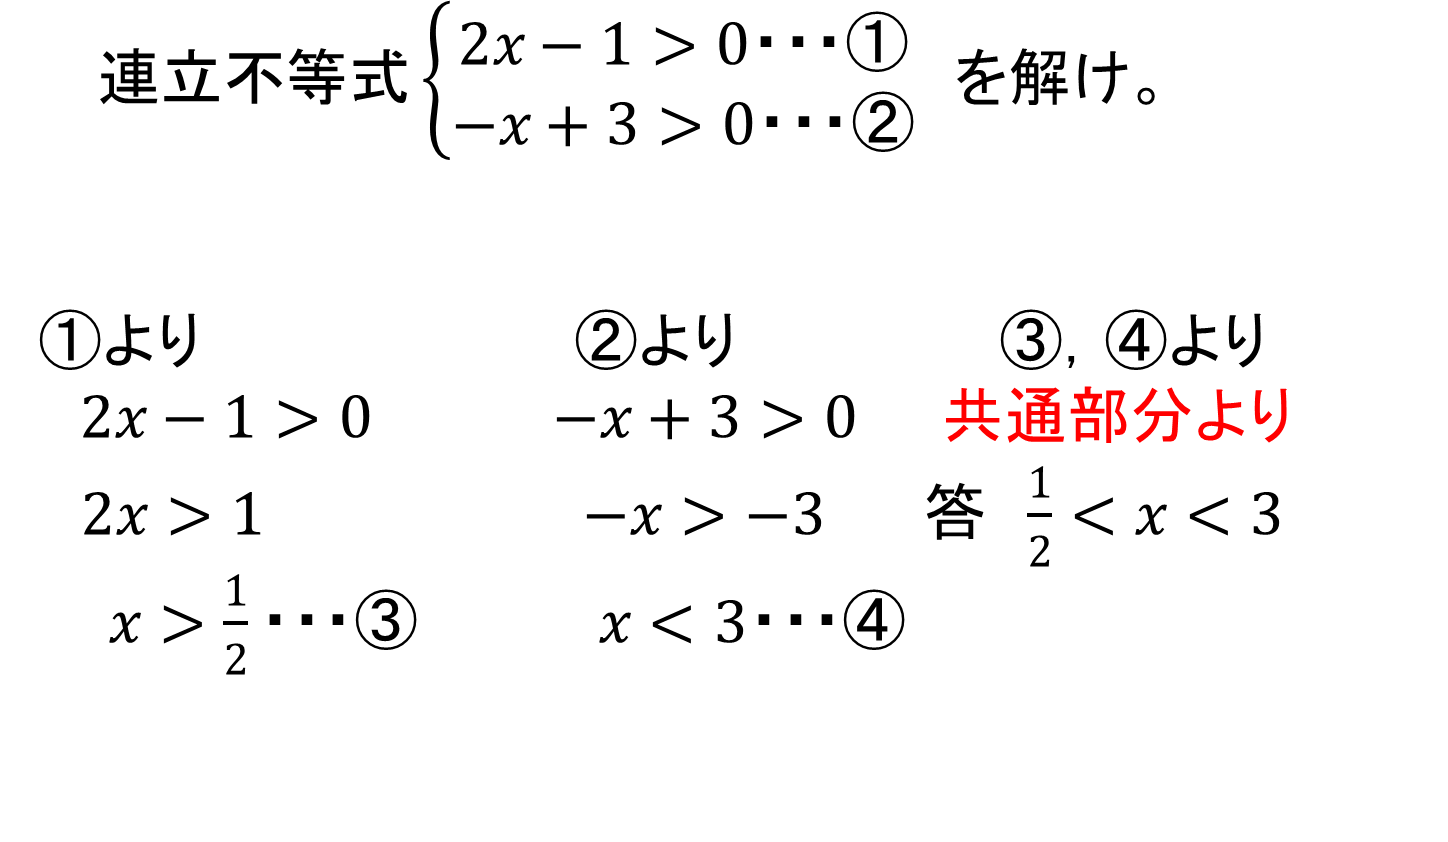 連立不等式 { 2x − 1 > 0・・・① を解け。
−x + 3 > 0・・・②
①より
2x − 1 > 0
2x > 1
x > 1/2 ・・・③
②より
−x + 3 > 0
−x > −3
x < 3・・・④
③, ④より
共通部分より
答 1/2 < x < 3